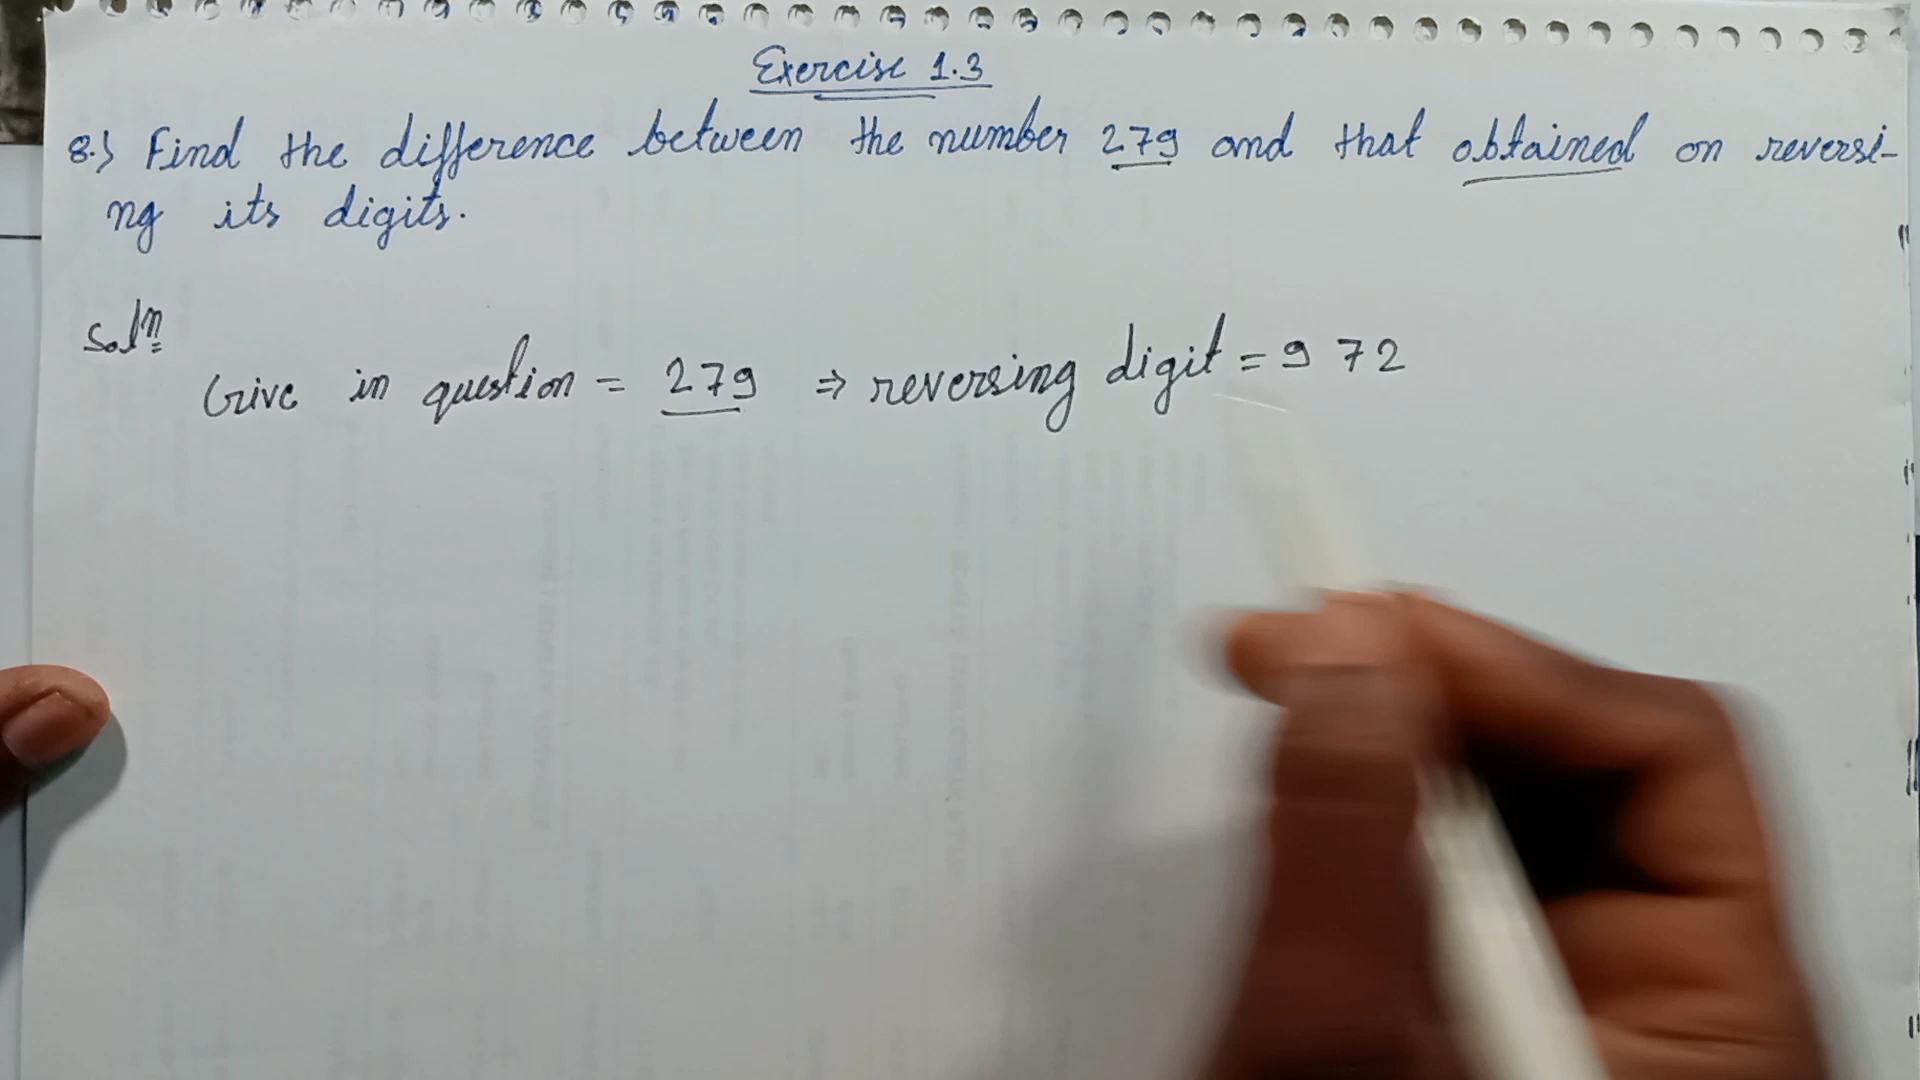 Exercise 1.3
8.) Find the difference between the number 279 and that obtained on reversi-
ng its digits.
Solⁿ
Give in question = 279 ⇒ reversing digit = 972